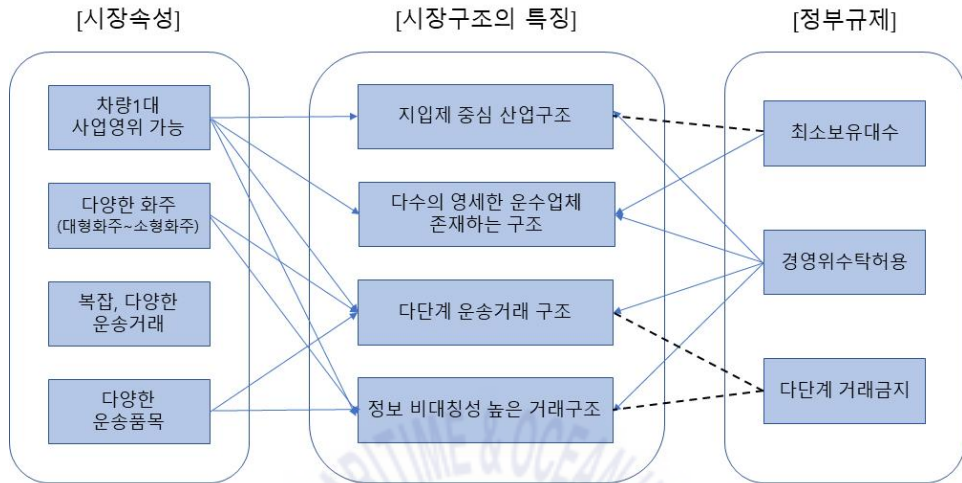 [시장속성]
[시장구조의 특징]
[정부규제]
차량1대
사업영위 가능
다양한 화주
(대형화주~소형화주)
복잡, 다양한
운송거래
다양한
운송품목
지입제 중심 산업구조
다수의 영세한 운수업체
존재하는 구조
다단계 운송거래 구조
정보 비대칭성 높은 거래구조
최소보유대수
경영위수탁허용
다단계 거래금지
MARITIME & OCEAN